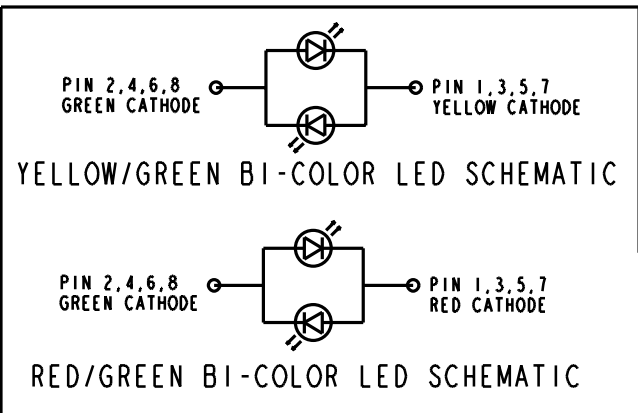 PIN 2,4,6,8
GREEN CATHODE
PIN 1,3,5,7
YELLOW CATHODE
YELLOW/GREEN BI-COLOR LED SCHEMATIC
PIN 2,4,6,8
GREEN CATHODE
PIN 1,3,5,7
RED CATHODE
RED/GREEN BI-COLOR LED SCHEMATIC